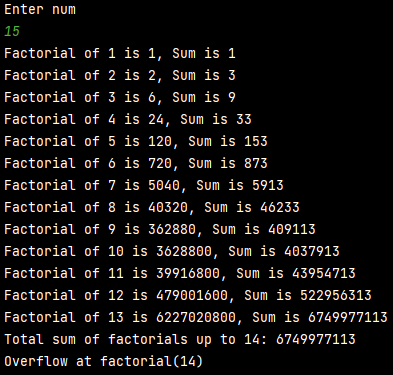 Enter num
15
Factorial of 1 is 1, Sum is 1
Factorial of 2 is 2, Sum is 3
Factorial of 3 is 6, Sum is 9
Factorial of 4 is 24, Sum is 33
Factorial of 5 is 120, Sum is 153
Factorial of 6 is 720, Sum is 873
Factorial of 7 is 5040, Sum is 5913
Factorial of 8 is 40320, Sum is 46233
Factorial of 9 is 362880, Sum is 409113
Factorial of 10 is 3628800, Sum is 4037913
Factorial of 11 is 39916800, Sum is 43954713
Factorial of 12 is 479001600, Sum is 522956313
Factorial of 13 is 6227020800, Sum is 6749977113
Total sum of factorials up to 14: 6749977113
Overflow at factorial(14)